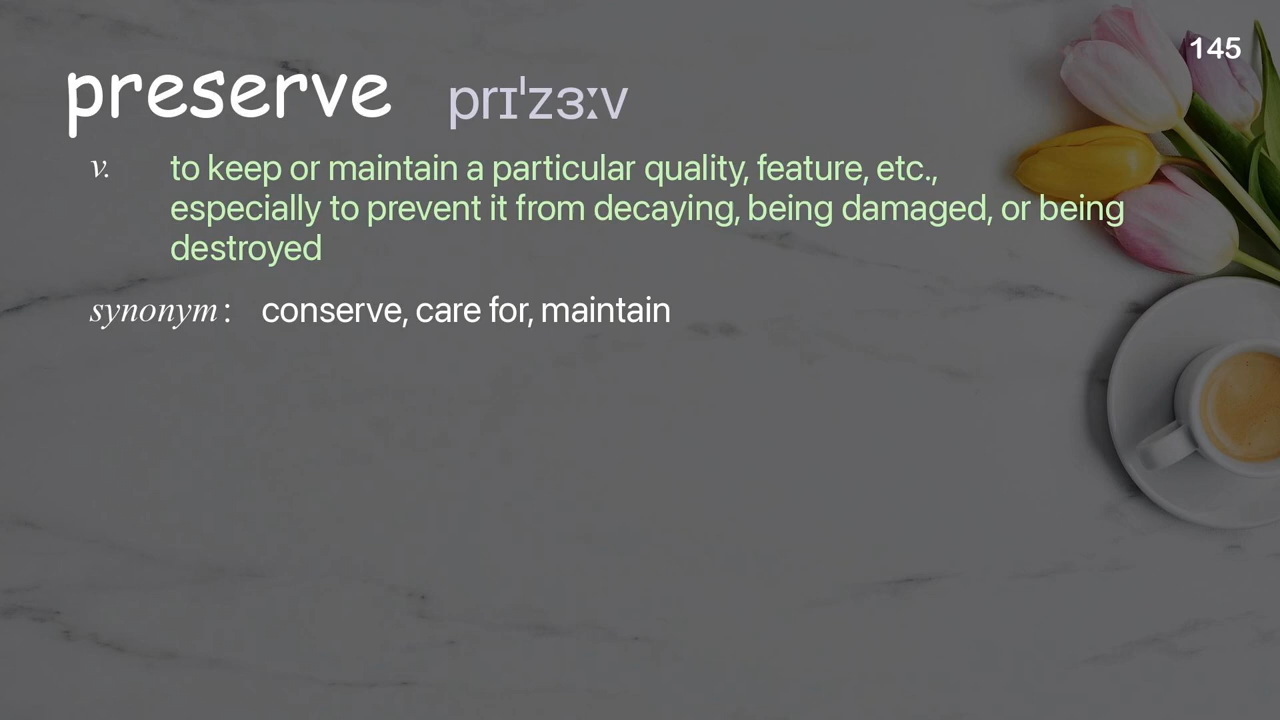 145
preserve prɪˈzɜːv
v. to keep or maintain a particular quality, feature, etc.,
especially to prevent it from decaying, being damaged, or being
destroyed
synonym: conserve, care for, maintain